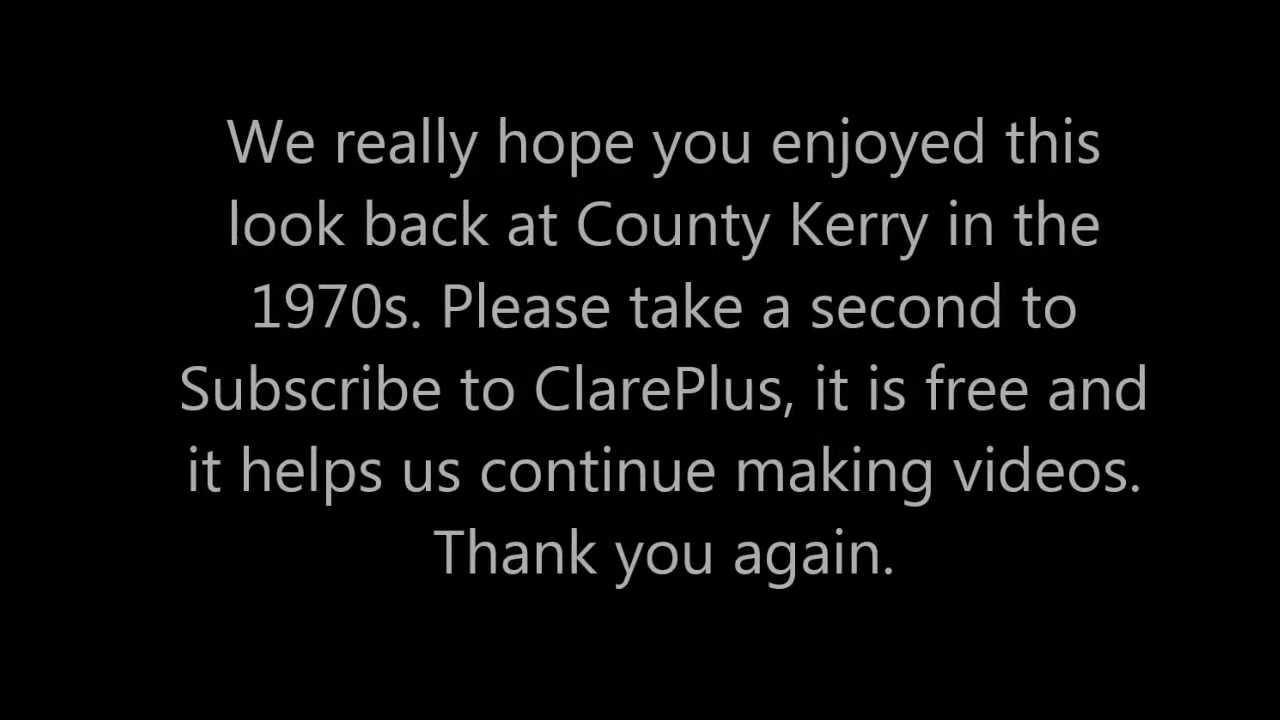 We really hope you enjoyed this
look back at County Kerry in the
1970s. Please take a second to
Subscribe to ClarePlus, it is free and
it helps us continue making videos.
Thank you again.